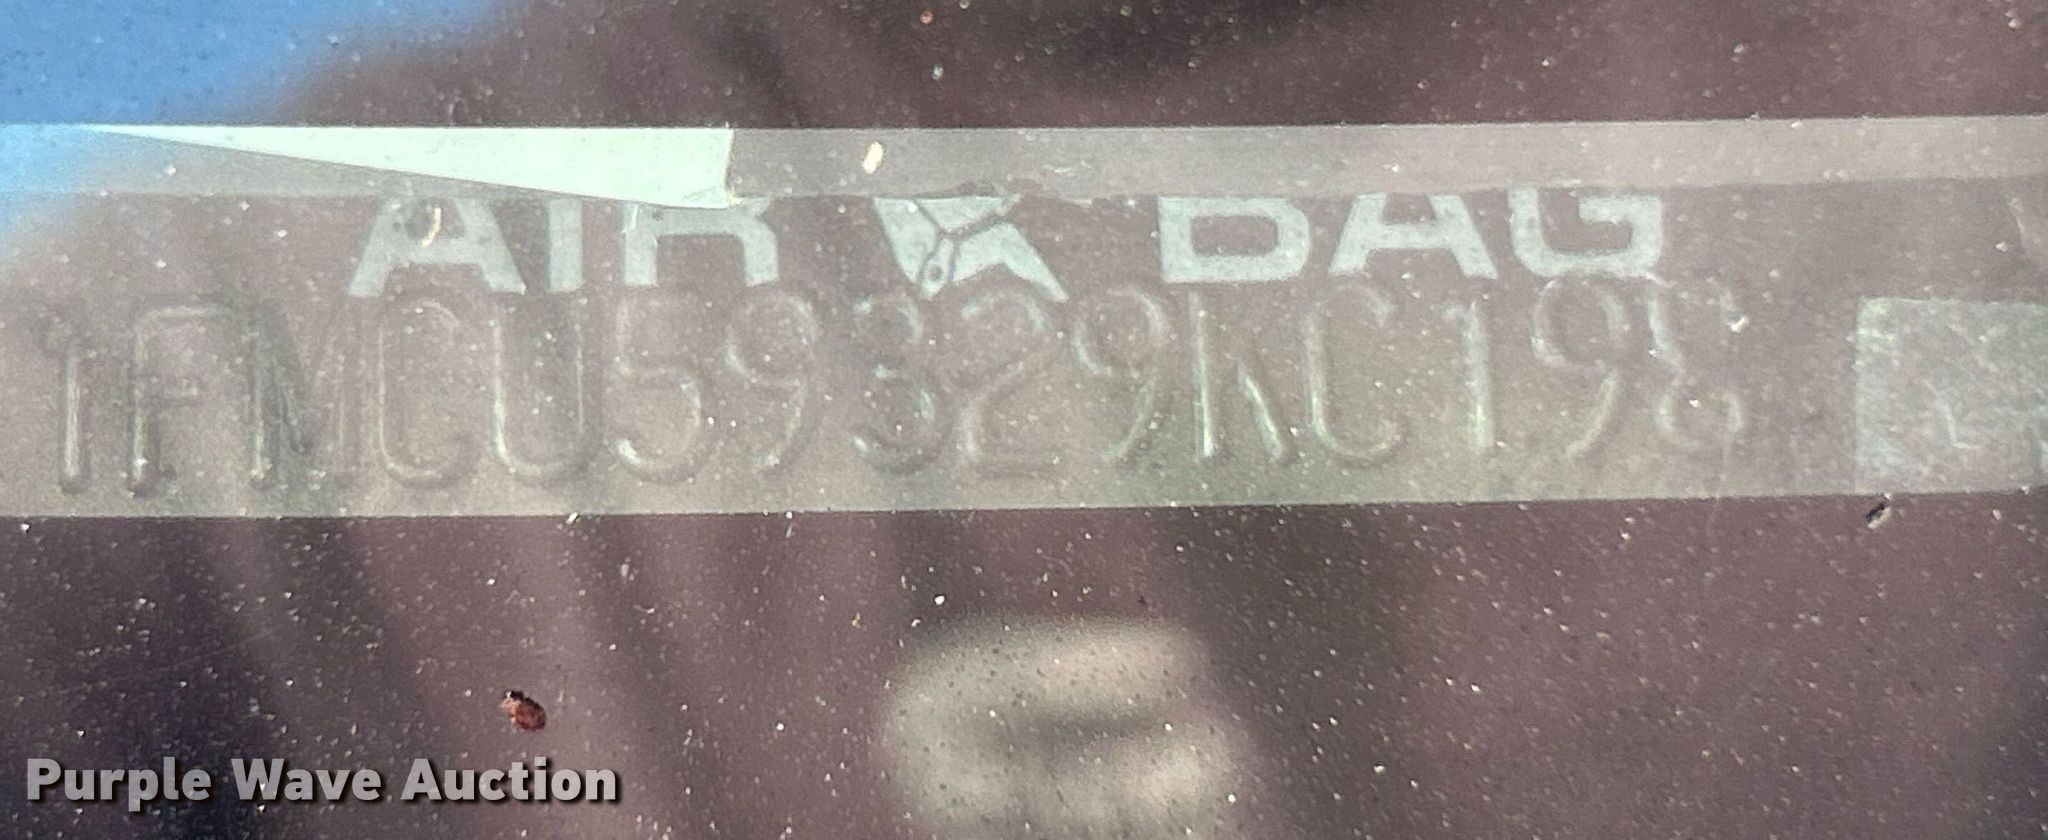 AIR BAG
1FMCU59329KC198
Purple Wave Auction